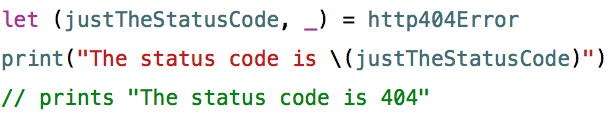 let (justTheStatusCode, _) = http404Error
print("The status code is \(justTheStatusCode)")
// prints "The status code is 404"